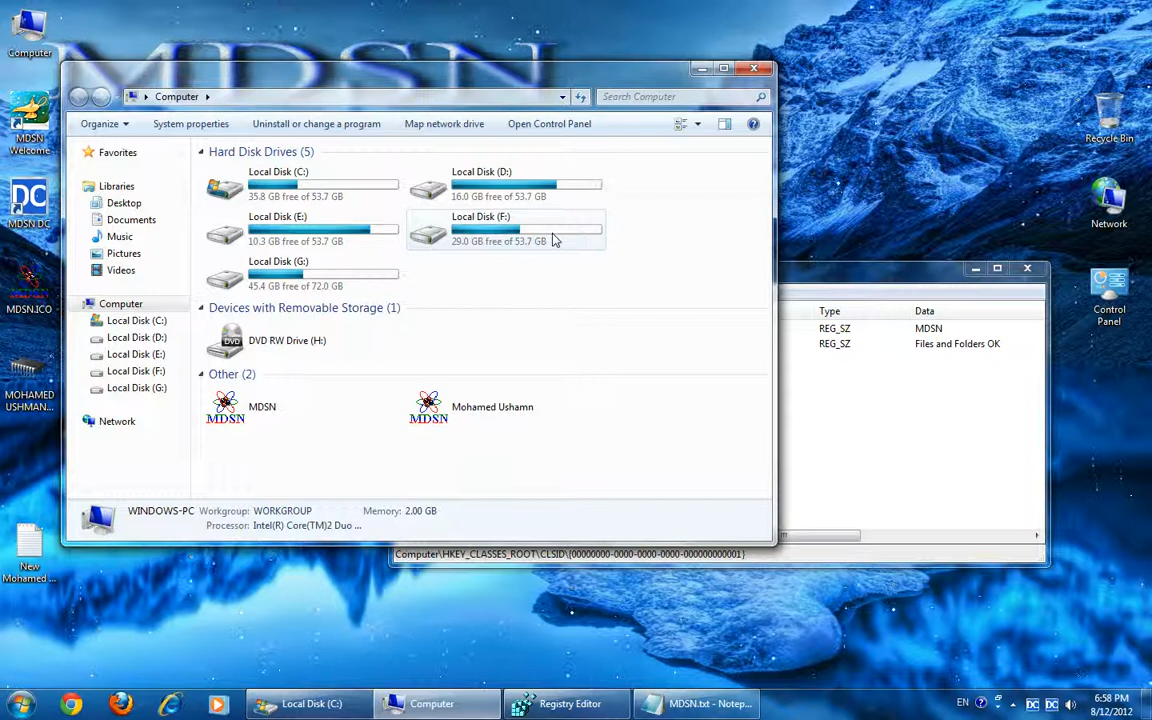 MDSN
Computer
MDSN
Welcome
MDSN DC
MDSN.ICO
MOHAMED
USHMAN...
New
Mohamed ...
Recycle Bin
Network
Control
Panel
Computer
Search Computer
Organize
System properties
Uninstall or change a program
Map network drive
Open Control Panel
Favorites
Libraries
Desktop
Documents
Music
Pictures
Videos
Computer
Local Disk (C:)
Local Disk (D:)
Local Disk (E:)
Local Disk (F:)
Local Disk (G:)
Network
Hard Disk Drives (5)
Local Disk (C:)
35.8 GB free of 53.7 GB
Local Disk (D:)
16.0 GB free of 53.7 GB
Local Disk (E:)
10.3 GB free of 53.7 GB
Local Disk (F:)
29.0 GB free of 53.7 GB
Local Disk (G:)
45.4 GB free of 72.0 GB
Devices with Removable Storage (1)
DVD
DVD RW Drive (H:)
Other (2)
MDSN
MDSN
MDSN
Mohamed Ushamn
WINDOWS-PC
Workgroup: WORKGROUP
Memory: 2.00 GB
Processor: Intel(R) Core(TM)2 Duo ...
Type
Data
REG_SZ
MDSN
REG_SZ
Files and Folders OK
Computer\HKEY_CLASSES_ROOT\CLSID\{00000000-0000-0000-0000-000000000001}
Local Disk (C:)
Computer
Registry Editor
MDSN.txt - Notep...
EN
DC
DC
6:58 PM
8/12/2012